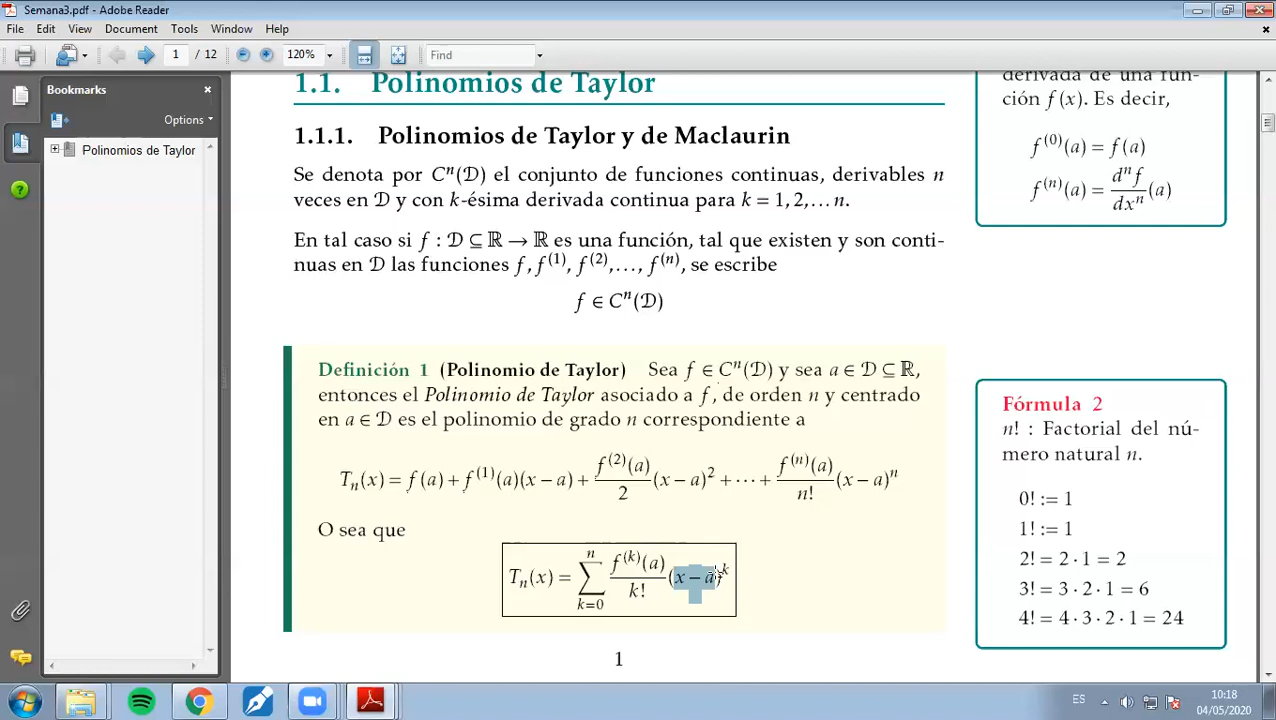 Semana3.pdf - Adobe Reader
File Edit View Document Tools Window Help
1 / 12 120% Find
Bookmarks
Options
Polinomios de Taylor
1.1. Polinomios de Taylor
1.1.1. Polinomios de Taylor y de Maclaurin
Se denota por Cⁿ(D) el conjunto de funciones continuas, derivables n
veces en D y con k-ésima derivada continua para k = 1, 2, … n.
En tal caso si f : D ⊆ ℝ → ℝ es una función, tal que existen y son conti-
nuas en D las funciones f, f⁽¹⁾, f⁽²⁾, …, f⁽ⁿ⁾, se escribe
f ∈ Cⁿ(D)
Definición 1 (Polinomio de Taylor) Sea f ∈ Cⁿ(D) y sea a ∈ D ⊆ ℝ,
entonces el Polinomio de Taylor asociado a f, de orden n y centrado
en a ∈ D es el polinomio de grado n correspondiente a
Tₙ(x) = f(a) + f⁽¹⁾(a)(x − a) + f⁽²⁾(a)/2 (x − a)² + ⋯ + f⁽ⁿ⁾(a)/n! (x − a)ⁿ
O sea que
Tₙ(x) = ∑ₖ₌₀ⁿ f⁽ᵏ⁾(a)/k! (x − a)ᵏ
1
derivada de una fun-
ción f(x). Es decir,
f⁽⁰⁾(a) = f(a)
f⁽ⁿ⁾(a) = dⁿf/dxⁿ (a)
Fórmula 2
n! : Factorial del nú-
mero natural n.
0! := 1
1! := 1
2! = 2 · 1 = 2
3! = 3 · 2 · 1 = 6
4! = 4 · 3 · 2 · 1 = 24
ES
10:18
04/05/2020